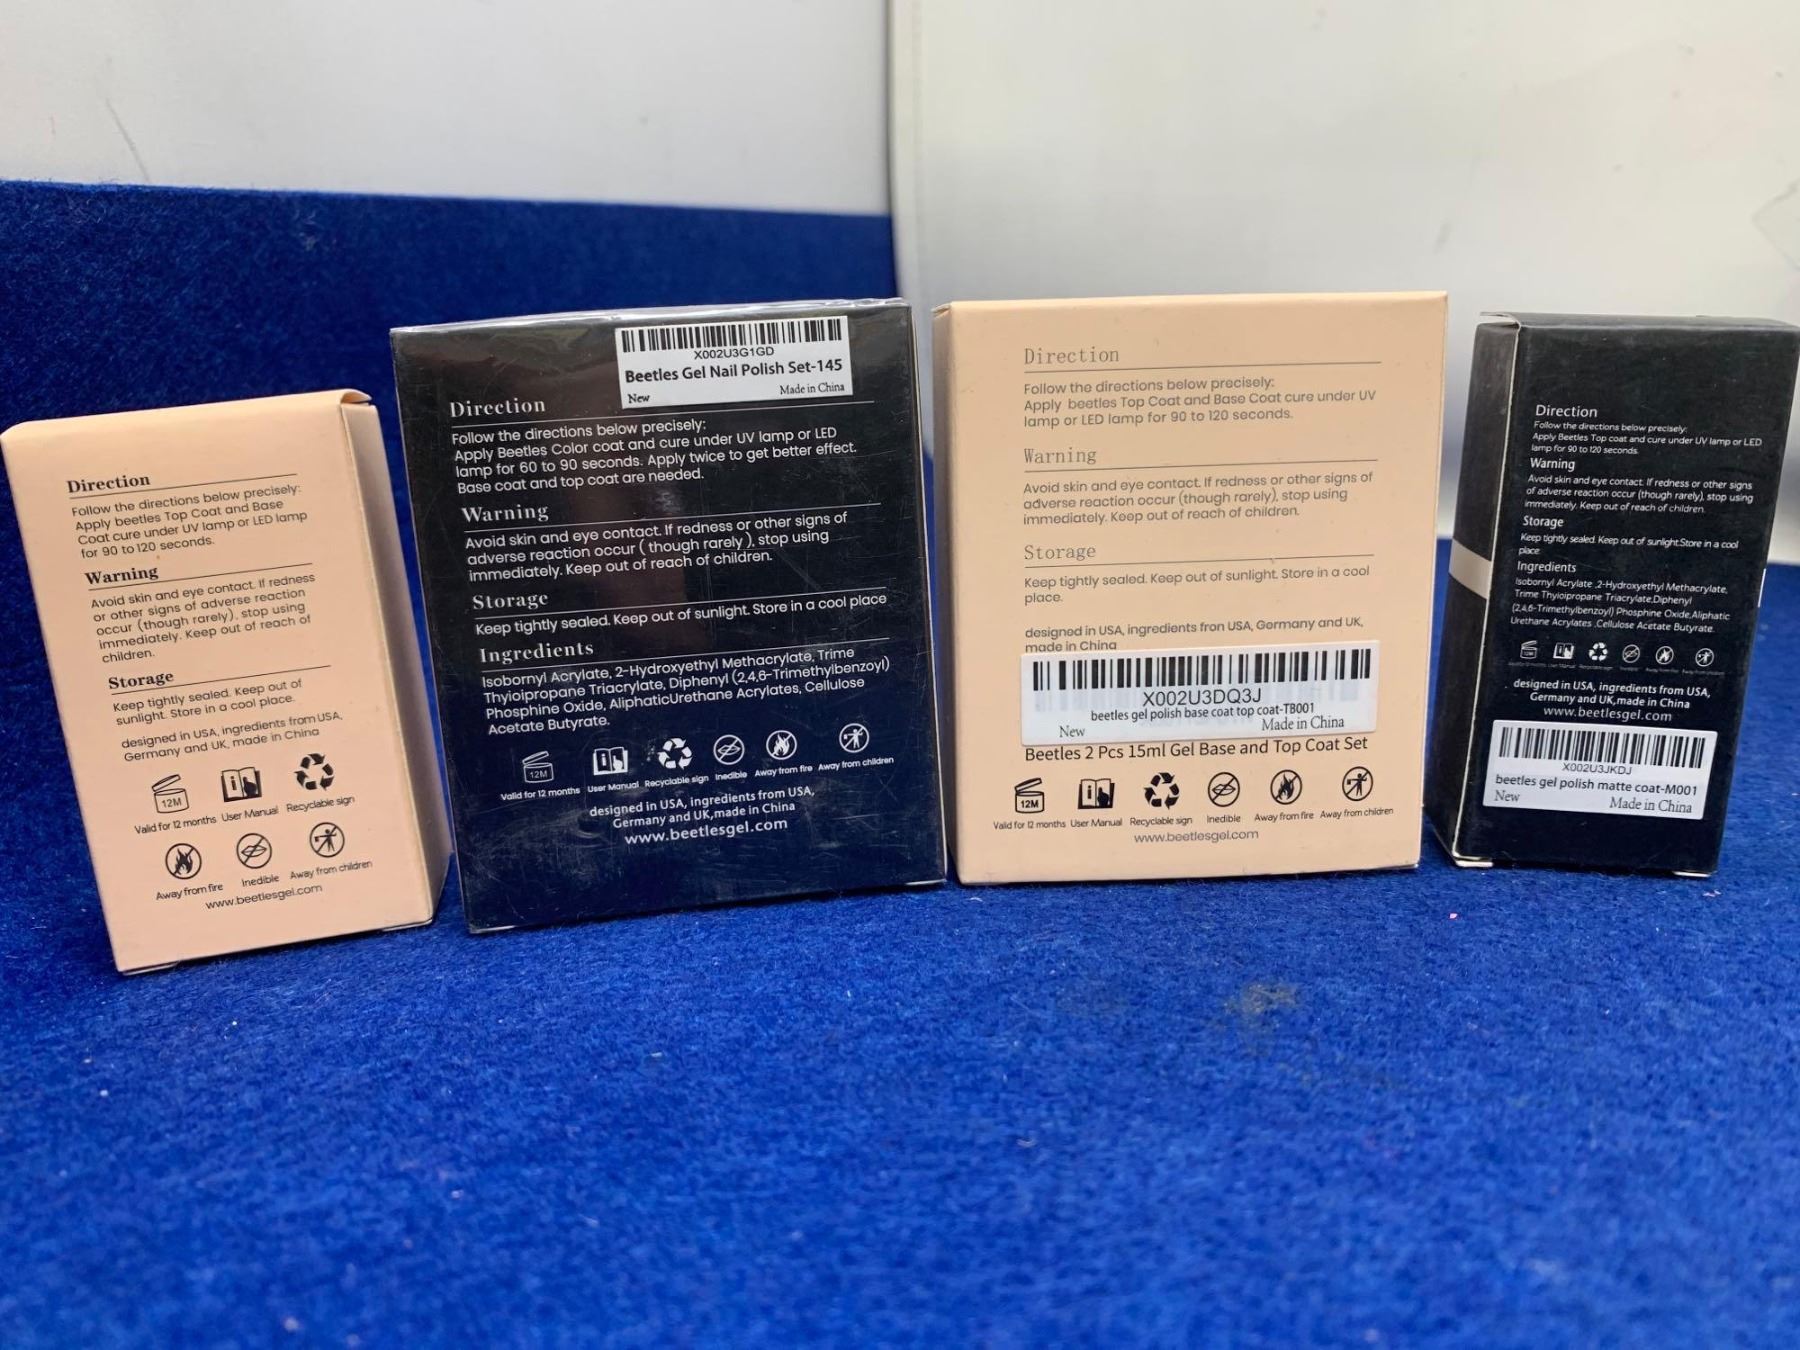 Direction
Follow the directions below precisely:
Apply beetles Top Coat and Base
Coat cure under UV lamp or LED lamp
for 90 to 120 seconds.
Warning
Avoid skin and eye contact. If redness
or other signs of adverse reaction
occur (though rarely), stop using
immediately. Keep out of reach of
children.
Storage
Keep tightly sealed. Keep out of
sunlight. Store in a cool place.
designed in USA, ingredients from USA,
Germany and UK, made in China
12M
Valid for 12 months User Manual Recyclable sign
Away from fire Inedible Away from children
www.beetlesgel.com
X002U3G1GD
Beetles Gel Nail Polish Set-145
New Made in China
Direction
Follow the directions below precisely:
Apply Beetles Color coat and cure under UV lamp or LED
lamp for 60 to 90 seconds. Apply twice to get better effect.
Base coat and top coat are needed.
Warning
Avoid skin and eye contact. If redness or other signs of
adverse reaction occur ( though rarely ), stop using
immediately. Keep out of reach of children.
Storage
Keep tightly sealed. Keep out of sunlight. Store in a cool place
Ingredients
Isobornyl Acrylate, 2-Hydroxyethyl Methacrylate, Trime
Thyioipropane Triacrylate, Diphenyl (2,4,6-Trimethylbenzoyl)
Phosphine Oxide, AliphaticUrethane Acrylates, Cellulose
Acetate Butyrate.
12M
Valid for 12 months User Manual Recyclable sign Inedible Away from fire Away from children
designed in USA, ingredients from USA,
Germany and UK,made in China
www.beetlesgel.com
Direction
Follow the directions below precisely:
Apply beetles Top Coat and Base Coat cure under UV
lamp or LED lamp for 90 to 120 seconds.
Warning
Avoid skin and eye contact. If redness or other signs of
adverse reaction occur (though rarely), stop using
immediately. Keep out of reach of children.
Storage
Keep tightly sealed. Keep out of sunlight. Store in a cool
place.
designed in USA, ingredients fron USA, Germany and UK,
made in China
X002U3DQ3J
beetles gel polish base coat top coat-TB001
New Made in China
Beetles 2 Pcs 15ml Gel Base and Top Coat Set
12M
Valid for 12 months User Manual Recyclable sign Inedible Away from fire Away from children
www.beetlesgel.com
Direction
Follow the directions below precisely:
Apply Beetles Top coat and cure under UV lamp or LED
lamp for 90 to 120 seconds.
Warning
Avoid skin and eye contact. If redness or other signs
of adverse reaction occur (though rarely), stop using
immediately. Keep out of reach of children.
Storage
Keep tightly sealed. Keep out of sunlight.Store in a cool
place
Ingredients
Isobornyl Acrylate ,2-Hydroxyethyl Methacrylate,
Trime Thyioipropane Triacrylate,Diphenyl
(2,4,6-Trimethylbenzoyl) Phosphine Oxide,Aliphatic
Urethane Acrylates ,Cellulose Acetate Butyrate.
12M
User Manual Recyclable sign Inedible Away from fire Away from children
designed in USA, ingredients from USA,
Germany and UK,made in China
www.beetlesgel.com
X002U3JKDJ
beetles gel polish matte coat-M001
New Made in China